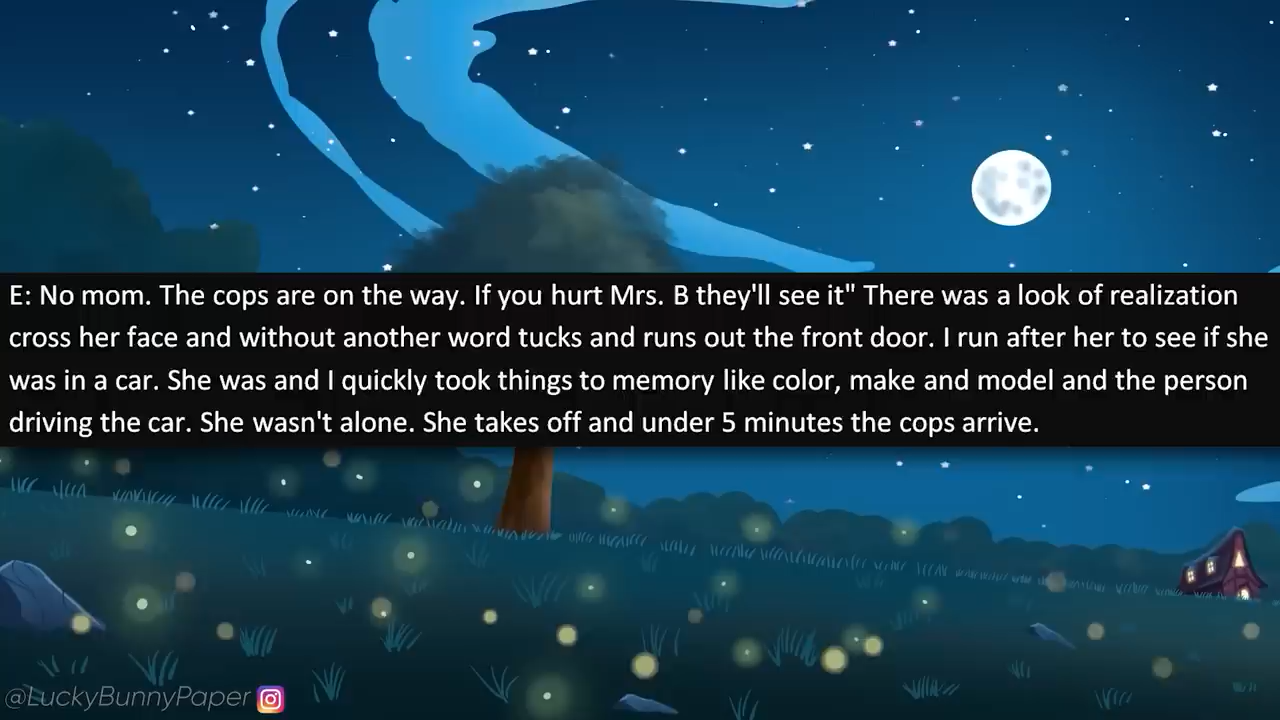 E: No mom. The cops are on the way. If you hurt Mrs. B they'll see it" There was a look of realization
cross her face and without another word tucks and runs out the front door. I run after her to see if she
was in a car. She was and I quickly took things to memory like color, make and model and the person
driving the car. She wasn't alone. She takes off and under 5 minutes the cops arrive.
@LuckyBunnyPaper